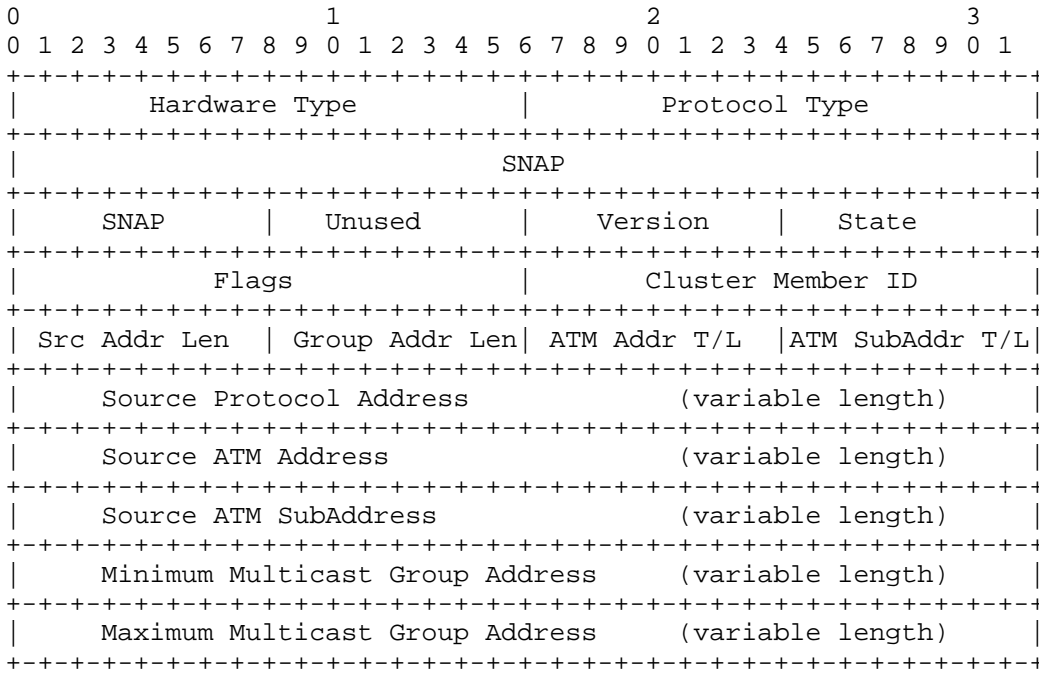 0                   1                   2                   3
0 1 2 3 4 5 6 7 8 9 0 1 2 3 4 5 6 7 8 9 0 1 2 3 4 5 6 7 8 9 0 1
+-+-+-+-+-+-+-+-+-+-+-+-+-+-+-+-+-+-+-+-+-+-+-+-+-+-+-+-+-+-+-+-+
|        Hardware Type          |        Protocol Type          |
+-+-+-+-+-+-+-+-+-+-+-+-+-+-+-+-+-+-+-+-+-+-+-+-+-+-+-+-+-+-+-+-+
|                              SNAP                             |
+-+-+-+-+-+-+-+-+-+-+-+-+-+-+-+-+-+-+-+-+-+-+-+-+-+-+-+-+-+-+-+-+
|     SNAP      |   Unused      |    Version    |   State       |
+-+-+-+-+-+-+-+-+-+-+-+-+-+-+-+-+-+-+-+-+-+-+-+-+-+-+-+-+-+-+-+-+
|            Flags              |       Cluster Member ID       |
+-+-+-+-+-+-+-+-+-+-+-+-+-+-+-+-+-+-+-+-+-+-+-+-+-+-+-+-+-+-+-+-+
| Src Addr Len  | Group Addr Len| ATM Addr T/L  |ATM SubAddr T/L|
+-+-+-+-+-+-+-+-+-+-+-+-+-+-+-+-+-+-+-+-+-+-+-+-+-+-+-+-+-+-+-+-+
|     Source Protocol Address             (variable length)     |
+-+-+-+-+-+-+-+-+-+-+-+-+-+-+-+-+-+-+-+-+-+-+-+-+-+-+-+-+-+-+-+-+
|     Source ATM Address                  (variable length)     |
+-+-+-+-+-+-+-+-+-+-+-+-+-+-+-+-+-+-+-+-+-+-+-+-+-+-+-+-+-+-+-+-+
|     Source ATM SubAddress               (variable length)     |
+-+-+-+-+-+-+-+-+-+-+-+-+-+-+-+-+-+-+-+-+-+-+-+-+-+-+-+-+-+-+-+-+
|     Minimum Multicast Group Address     (variable length)     |
+-+-+-+-+-+-+-+-+-+-+-+-+-+-+-+-+-+-+-+-+-+-+-+-+-+-+-+-+-+-+-+-+
|     Maximum Multicast Group Address     (variable length)     |
+-+-+-+-+-+-+-+-+-+-+-+-+-+-+-+-+-+-+-+-+-+-+-+-+-+-+-+-+-+-+-+-+